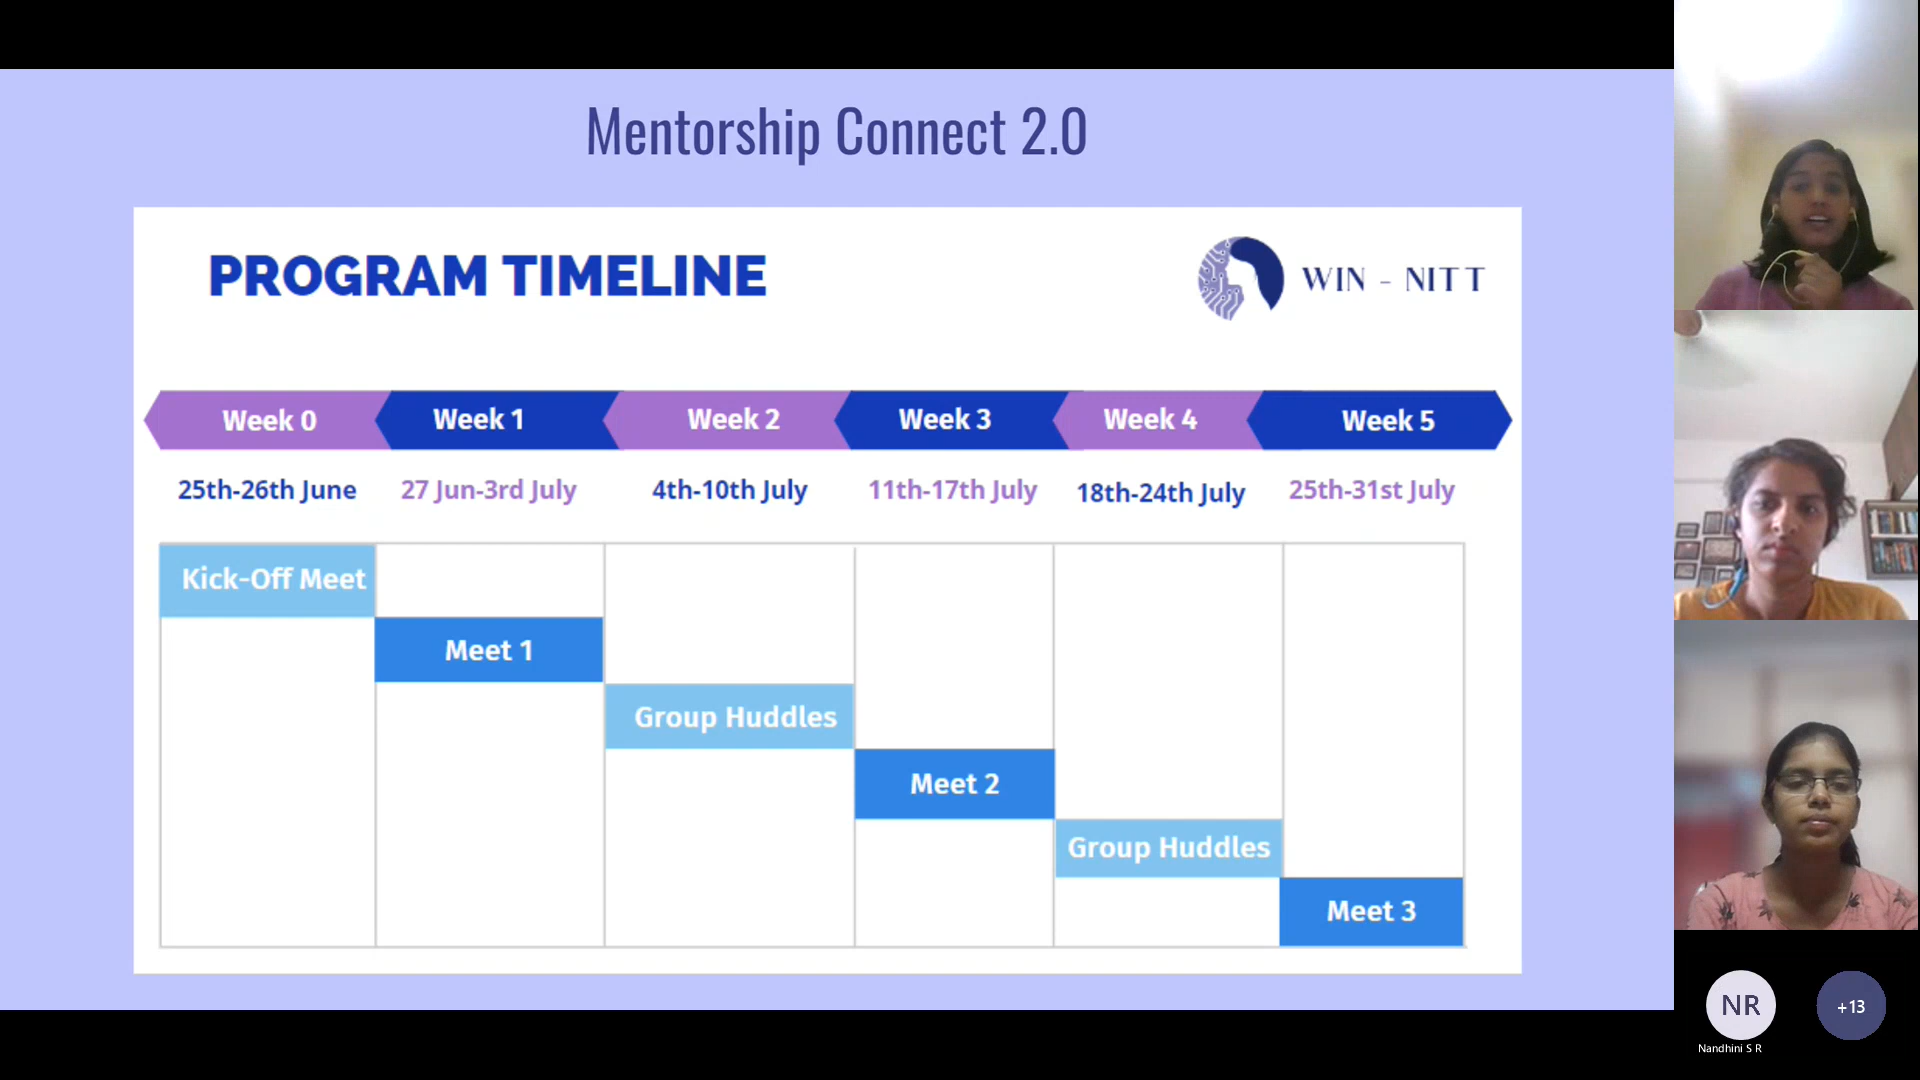 Mentorship Connect 2.0
PROGRAM TIMELINE
WIN - NITT
Week 0 Week 1 Week 2 Week 3 Week 4 Week 5
25th-26th June 27 Jun-3rd July 4th-10th July 11th-17th July 18th-24th July 25th-31st July
Kick-Off Meet
Meet 1
Group Huddles
Meet 2
Group Huddles
Meet 3
NR +13
Nandhini S R